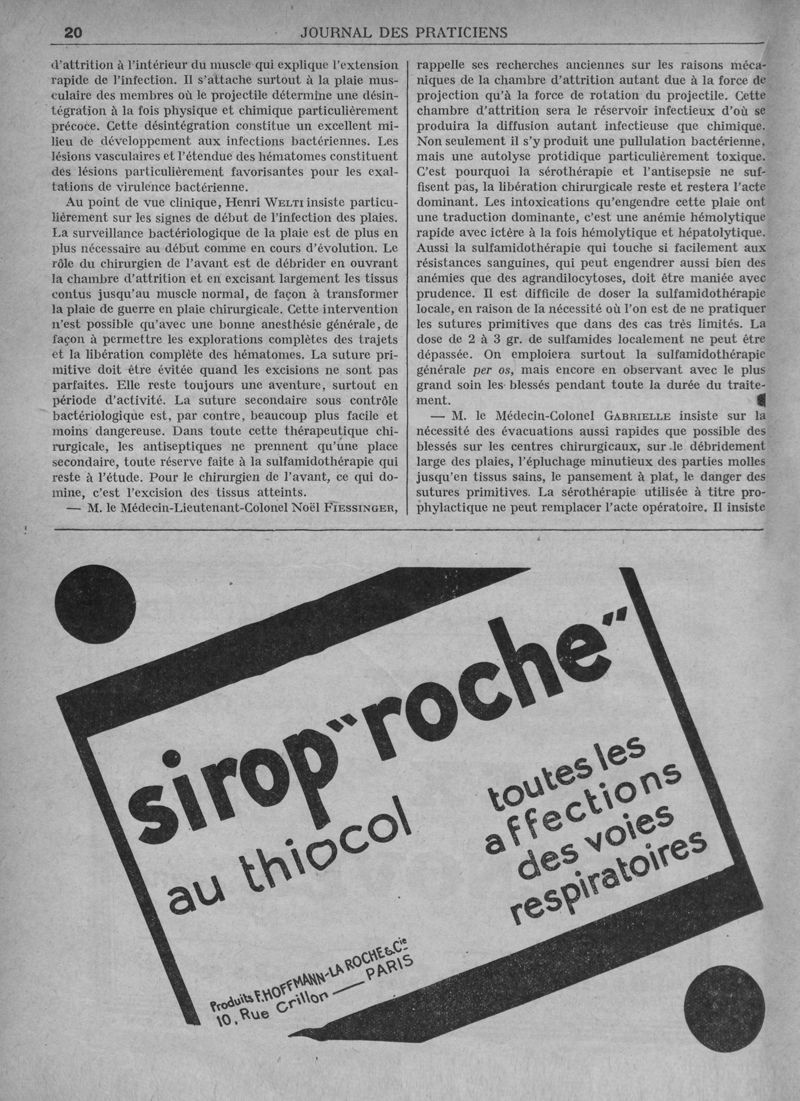 20
JOURNAL DES PRATICIENS
d'attrition à l'intérieur du muscle qui explique l'extension
rapide de l'infection. Il s'attache surtout à la plaie mus-
culaire des membres où le projectile détermine une désin-
tégration à la fois physique et chimique particulièrement
précoce. Cette désintégration constitue un excellent mi-
lieu de développement aux infections bactériennes. Les
lésions vasculaires et l'étendue des hématomes constituent
des lésions particulièrement favorisantes pour les exal-
tations de virulence bactérienne.
Au point de vue clinique, Henri WELTI insiste particu-
lièrement sur les signes de début de l'infection des plaies.
La surveillance bactériologique de la plaie est de plus en
plus nécessaire au début comme en cours d'évolution. Le
rôle du chirurgien de l'avant est de débrider en ouvrant
la chambre d'attrition et en excisant largement les tissus
contus jusqu'au muscle normal, de façon à transformer
la plaie de guerre en plaie chirurgicale. Cette intervention
n'est possible qu'avec une bonne anesthésie générale, de
façon à permettre les explorations complètes des trajets
et la libération complète des hématomes. La suture pri-
mitive doit être évitée quand les excisions ne sont pas
parfaites. Elle reste toujours une aventure, surtout en
période d'activité. La suture secondaire sous contrôle
bactériologique est, par contre, beaucoup plus facile et
moins dangereuse. Dans toute cette thérapeutique chi-
rurgicale, les antiseptiques ne prennent qu'une place
secondaire, toute réserve faite à la sulfamidothérapie qui
reste à l'étude. Pour le chirurgien de l'avant, ce qui do-
mine, c'est l'excision des tissus atteints.
— M. le Médecin-Lieutenant-Colonel Noël FIESSINGER,
rappelle ses recherches anciennes sur les raisons méca-
niques de la chambre d'attrition autant due à la force de
projection qu'à la force de rotation du projectile. Cette
chambre d'attrition sera le réservoir infectieux d'où se
produira la diffusion autant infectieuse que chimique.
Non seulement il s'y produit une pullulation bactérienne,
mais une autolyse protidique particulièrement toxique.
C'est pourquoi la sérothérapie et l'antisepsie ne suf-
fisent pas, la libération chirurgicale reste et restera l'acte
dominant. Les intoxications qu'engendre cette plaie ont
une traduction dominante, c'est une anémie hémolytique
rapide avec ictère à la fois hémolytique et hépatolytique.
Aussi la sulfamidothérapie qui touche si facilement aux
résistances sanguines, qui peut engendrer aussi bien des
anémies que des agrandilocytoses, doit être maniée avec
prudence. Il est difficile de doser la sulfamidothérapie
locale, en raison de la nécessité où l'on est de ne pratiquer
les sutures primitives que dans des cas très limités. La
dose de 2 à 3 gr. de sulfamides localement ne peut être
dépassée. On emploiera surtout la sulfamidothérapie
générale per os, mais encore en observant avec le plus
grand soin les blessés pendant toute la durée du traite-
ment.
— M. le Médecin-Colonel GABRIELLE insiste sur la
nécessité des évacuations aussi rapides que possible des
blessés sur les centres chirurgicaux, sur le débridement
large des plaies, l'épluchage minutieux des parties molles
jusqu'en tissus sains, le pansement à plat, le danger des
sutures primitives. La sérothérapie utilisée à titre pro-
phylactique ne peut remplacer l'acte opératoire. Il insiste
sirop "roche"
au thiocol
toutes les
affections
des voies
respiratoires
Produits F. HOFFMANN-LA ROCHE & Cie
10, Rue Crillon — PARIS